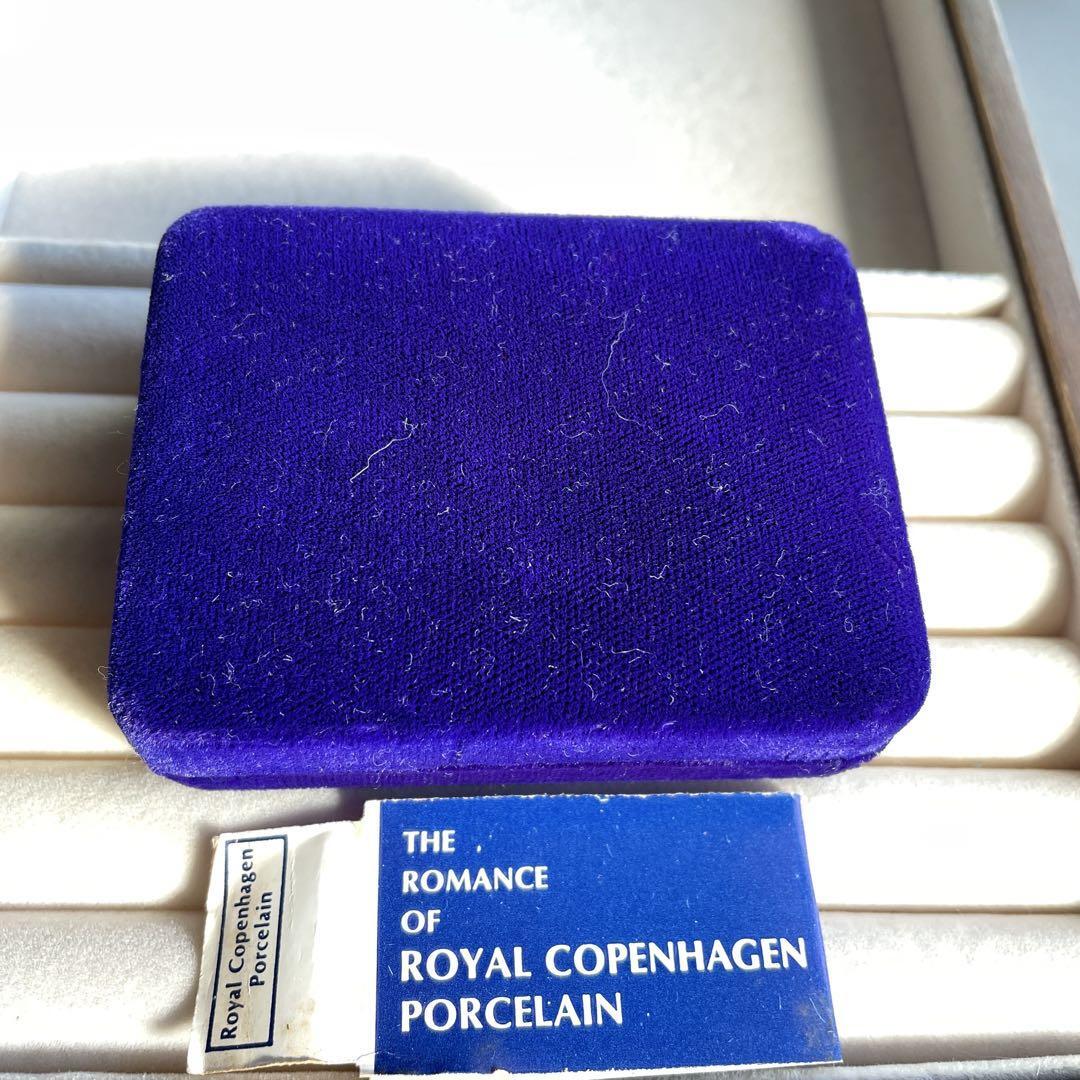 THE
ROMANCE
OF
ROYAL COPENHAGEN
PORCELAIN
Royal Copenhagen
Porcelain